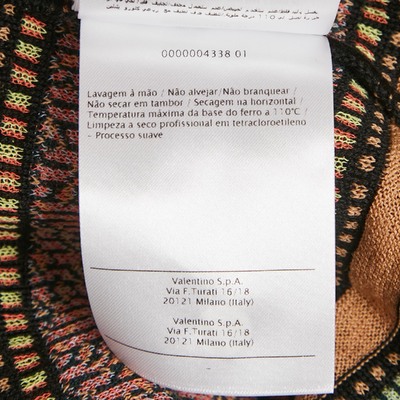 0000004338 01
Lavagem à mão / Não alvejar/Não branquear /
Não secar em tambor / Secagem na horizontal /
Temperatura máxima da base do ferro a 110°C /
Limpeza a seco profissional em tetracloroetileno
- Processo suave
Valentino S.p.A.
Via F.Turati 16/18
20121 Milano (Italy)
Valentino S.p.A.
Via F.Turati 16/18
20121 Milano (Italy)